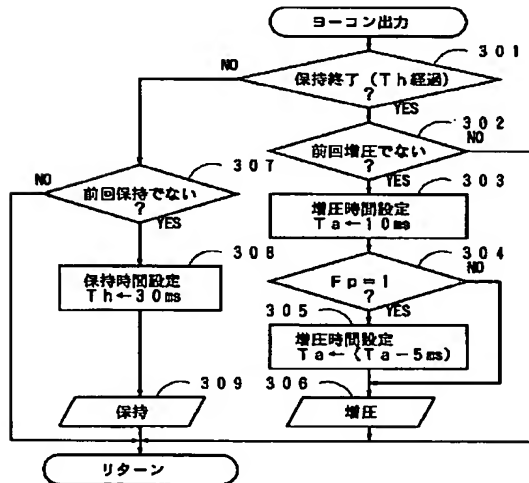 ヨーコン出力
301
NO
保持終了(Th経過)
?
YES
302
前回増圧でない
?
NO
YES
303
増圧時間設定
Ta←10ms
304
Fp=1
?
NO
YES
305
増圧時間設定
Ta←(Ta-5ms)
306
増圧
307
NO
前回保持でない
?
YES
308
保持時間設定
Th←30ms
309
保持
リターン